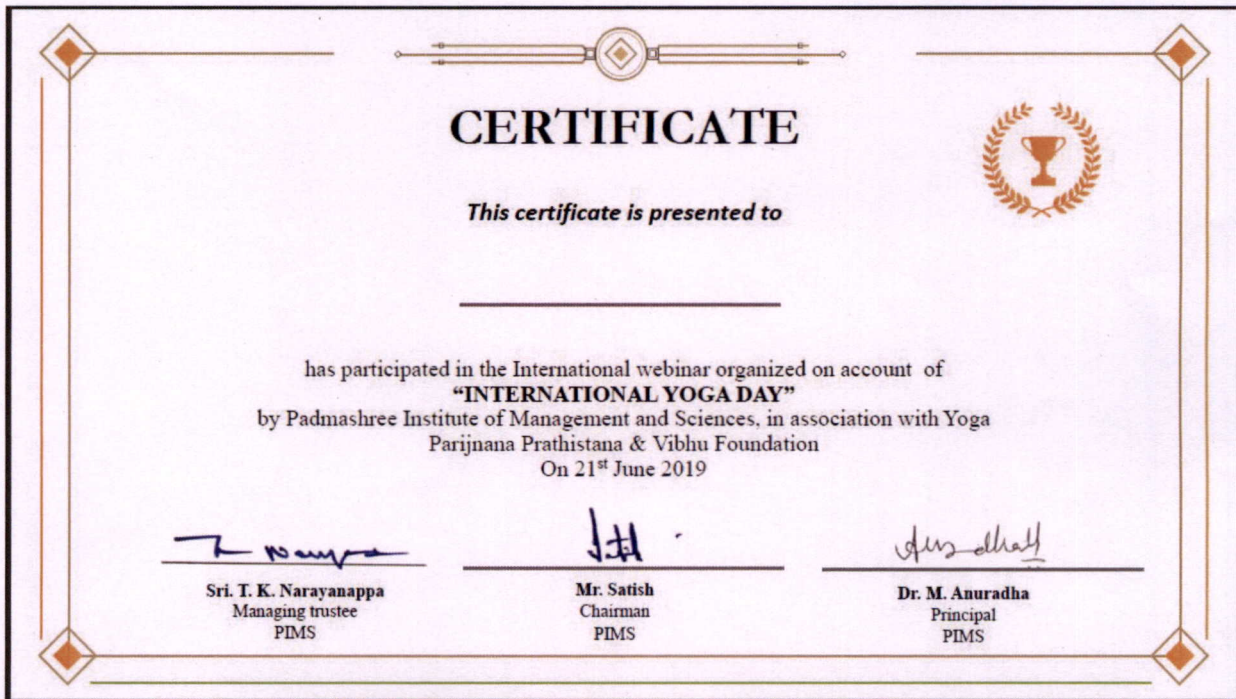 CERTIFICATE
This certificate is presented to
has participated in the International webinar organized on account of
“INTERNATIONAL YOGA DAY”
by Padmashree Institute of Management and Sciences, in association with Yoga
Parijnana Prathistana & Vibhu Foundation
On 21st June 2019
Sri. T. K. Narayanappa
Managing trustee
PIMS
Mr. Satish
Chairman
PIMS
Dr. M. Anuradha
Principal
PIMS